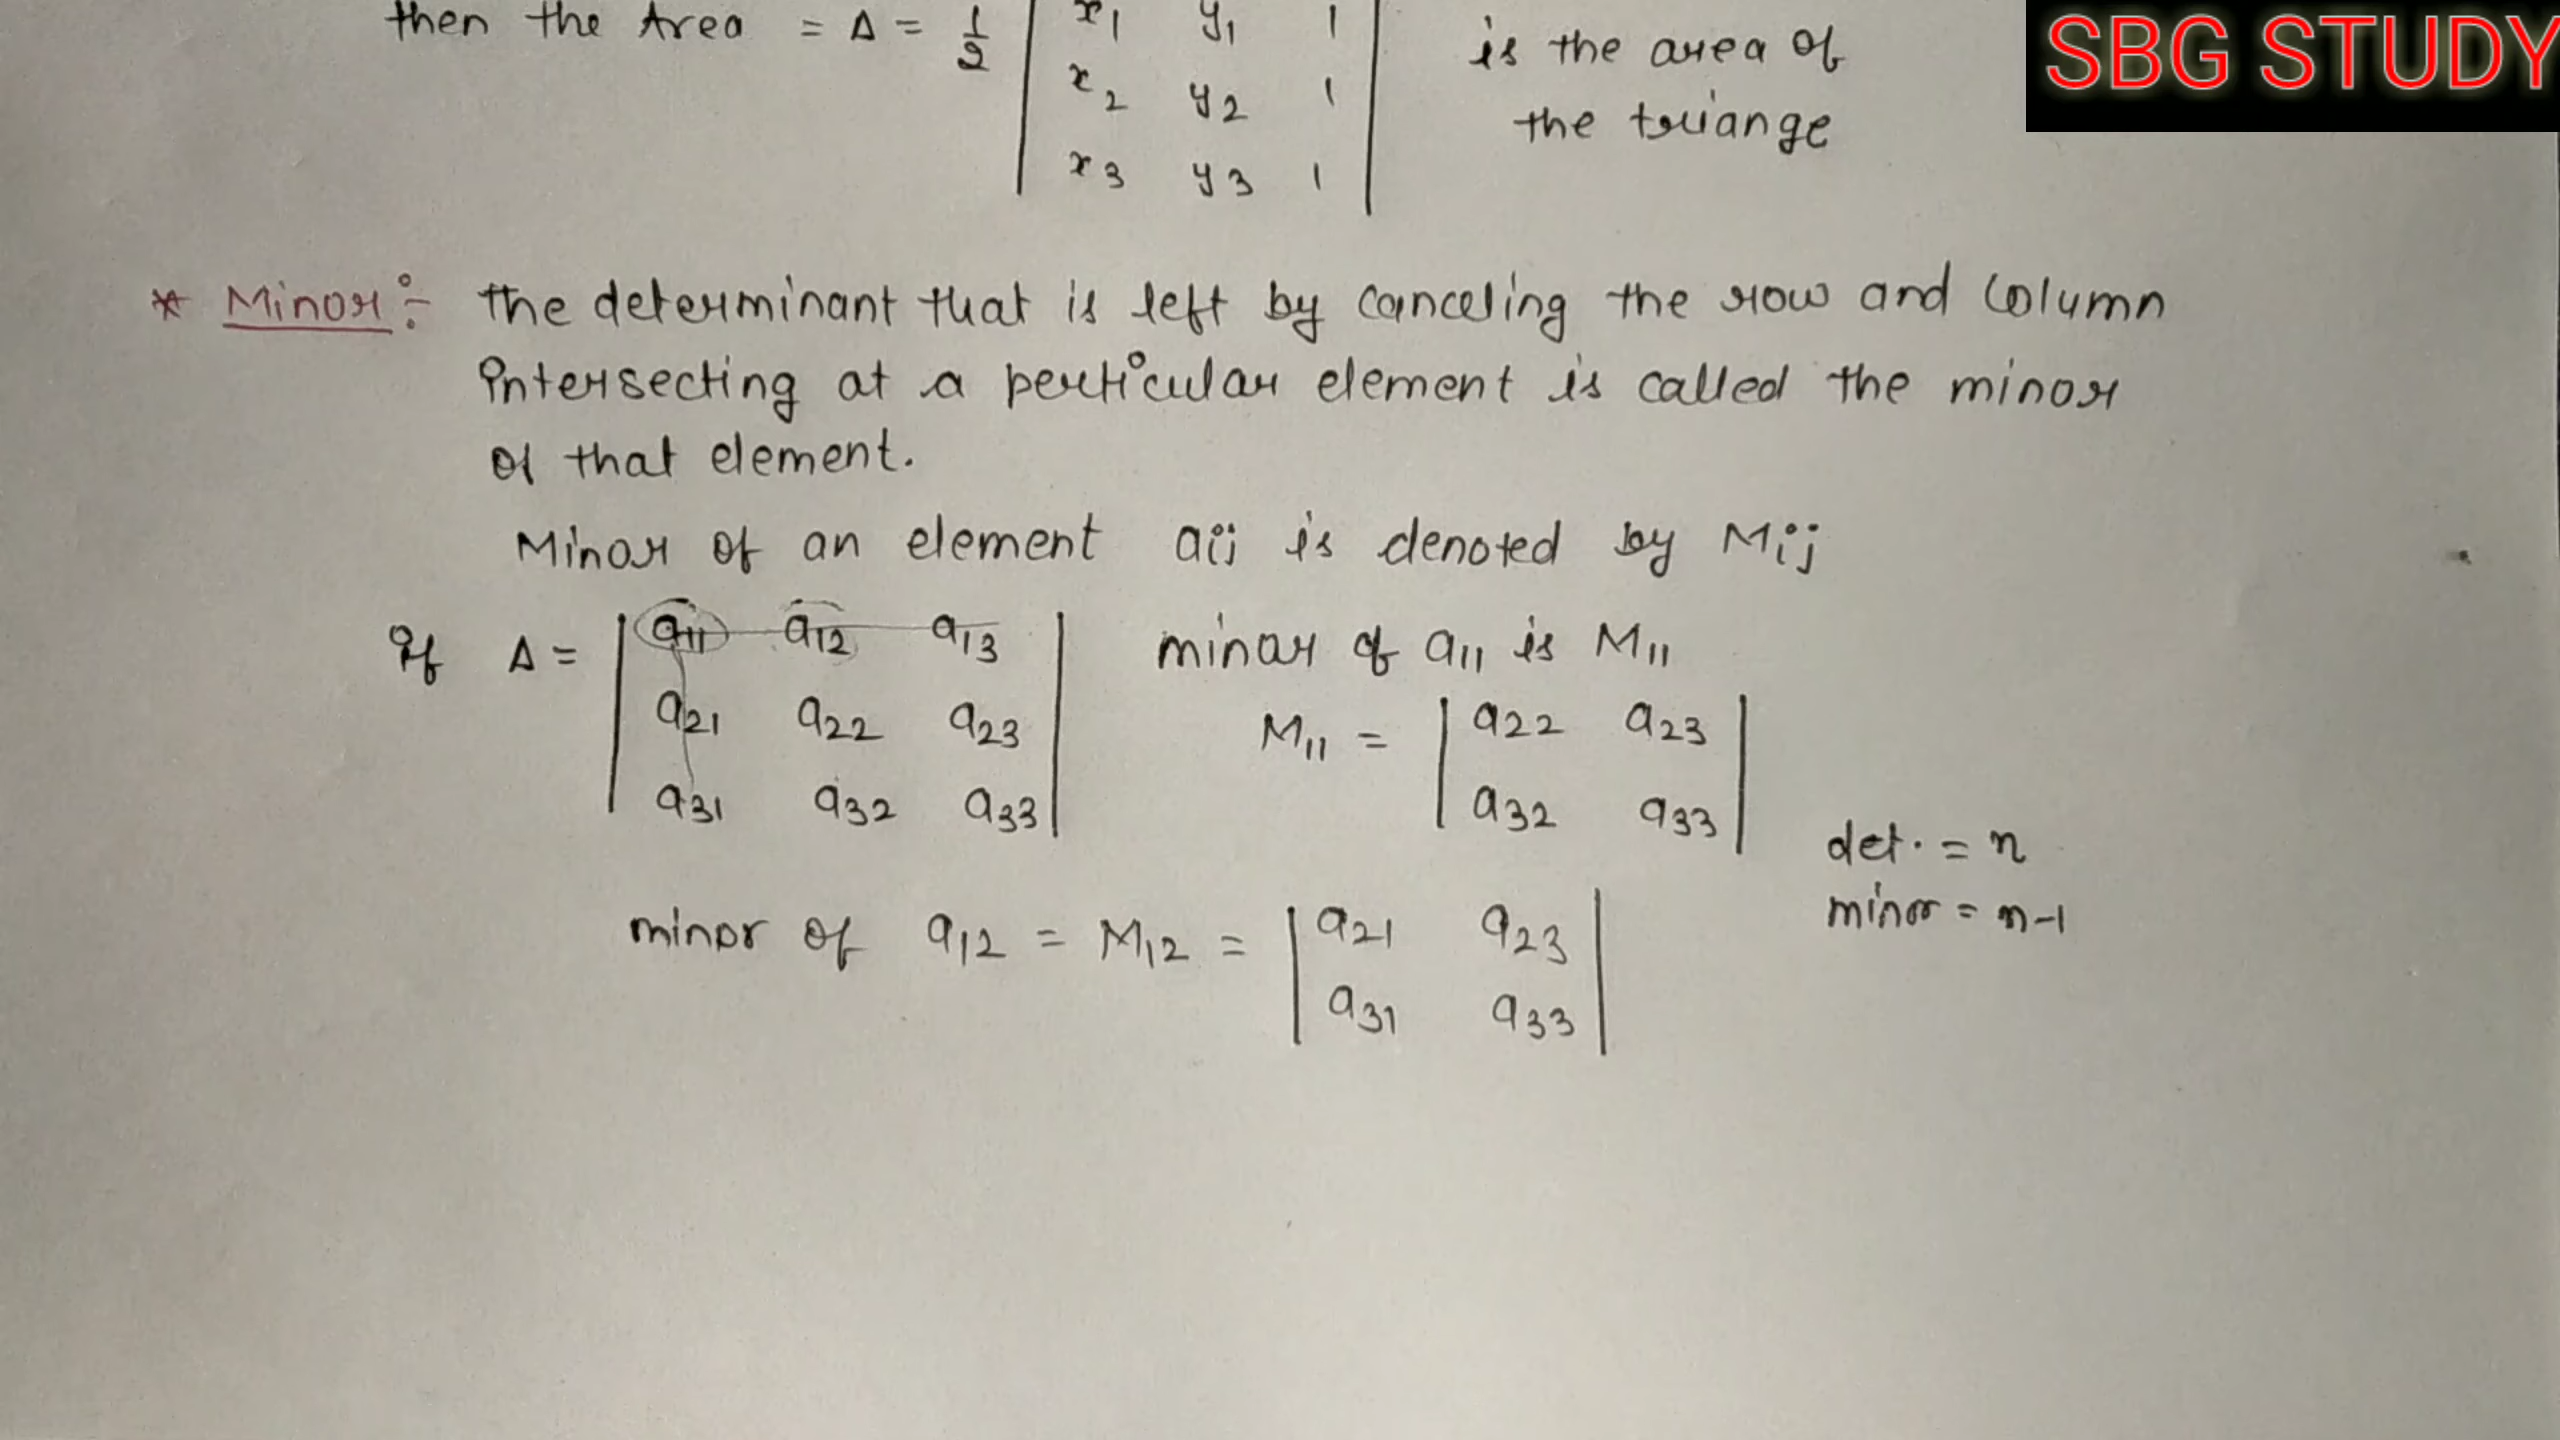 then the Area = Δ = 1/2 | x1 y1 1 | is the area of
SBG STUDY
| x2 y2 1 | the triange
| x3 y3 1 |
* Minor :- the determinant that is left by canceling the row and column
intersecting at a perticular element is called the minor
of that element.
Minor of an element aij is denoted by Mij
If Δ = | a11 a12 a13 | minar of a11 is M11
| a21 a22 a23 | M11 = | a22 a23 |
| a31 a32 a33 | | a32 a33 |
det. = n
minor = n-1
minor of a12 = M12 = | a21 a23 |
| a31 a33 |